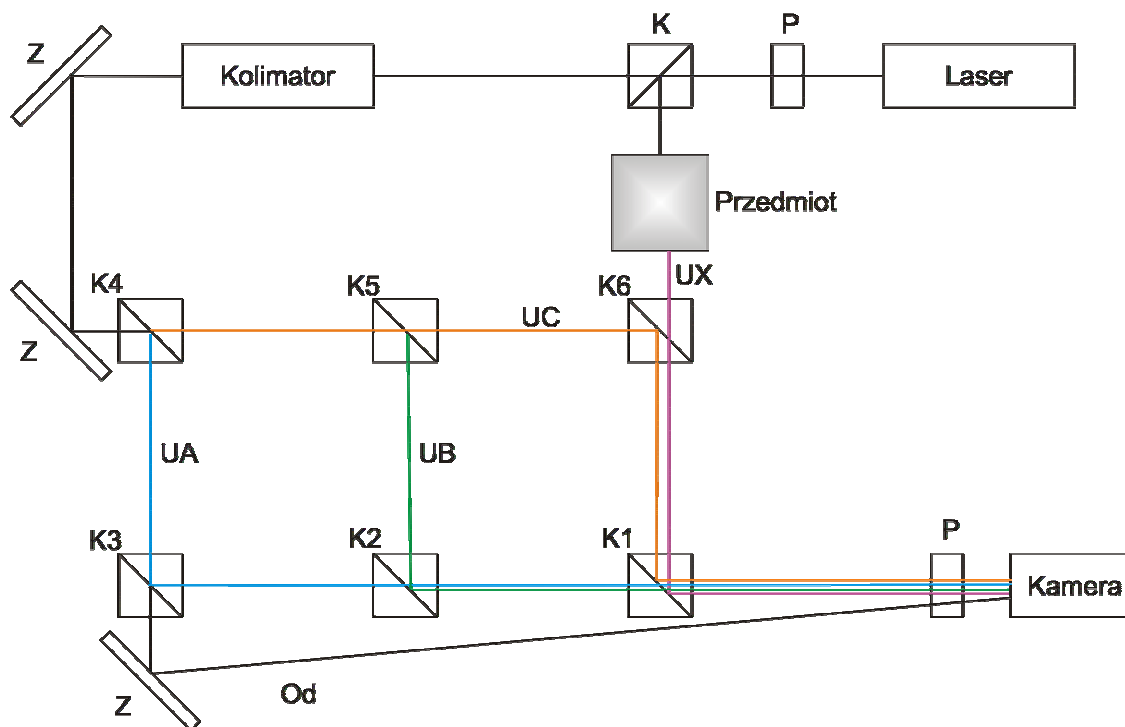 K
P
Z
Kolimator
Laser
Przedmiot
UX
K4
K5
K6
UC
Z
UA
UB
K3
K2
K1
P
Kamera
Od
Z